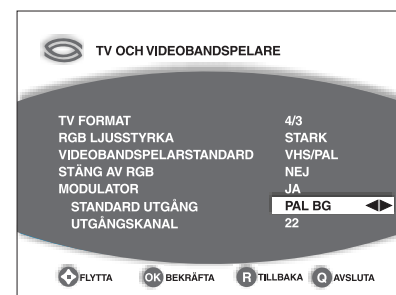 TV OCH VIDEOBANDSPELARE
TV FORMAT 4/3
RGB LJUSSTYRKA STARK
VIDEOBANDSPELARSTANDARD VHS/PAL
STÄNG AV RGB NEJ
MODULATOR JA
STANDARD UTGÅNG PAL BG
UTGÅNGSKANAL 22
FLYTTA OK BEKRÄFTA R TILLBAKA Q AVSLUTA